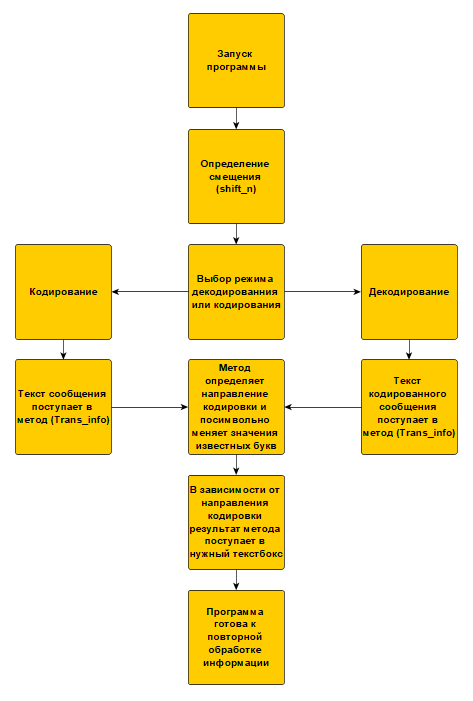 Запуск
программы
Определение
смещения
(shift_n)
Выбор режима
декодированния
или кодирования
Кодирование
Декодирование
Текст сообщения
поступает в
метод (Trans_info)
Метод
определяет
направление
кодировки и
посимвольно
меняет значения
известных букв
Текст
кодированного
сообщения
поступает в
метод (Trans_info)
В зависимости от
направления
кодировки
результат метода
поступает в
нужный текстбокс
Программа
готова к
повторной
обработке
информации